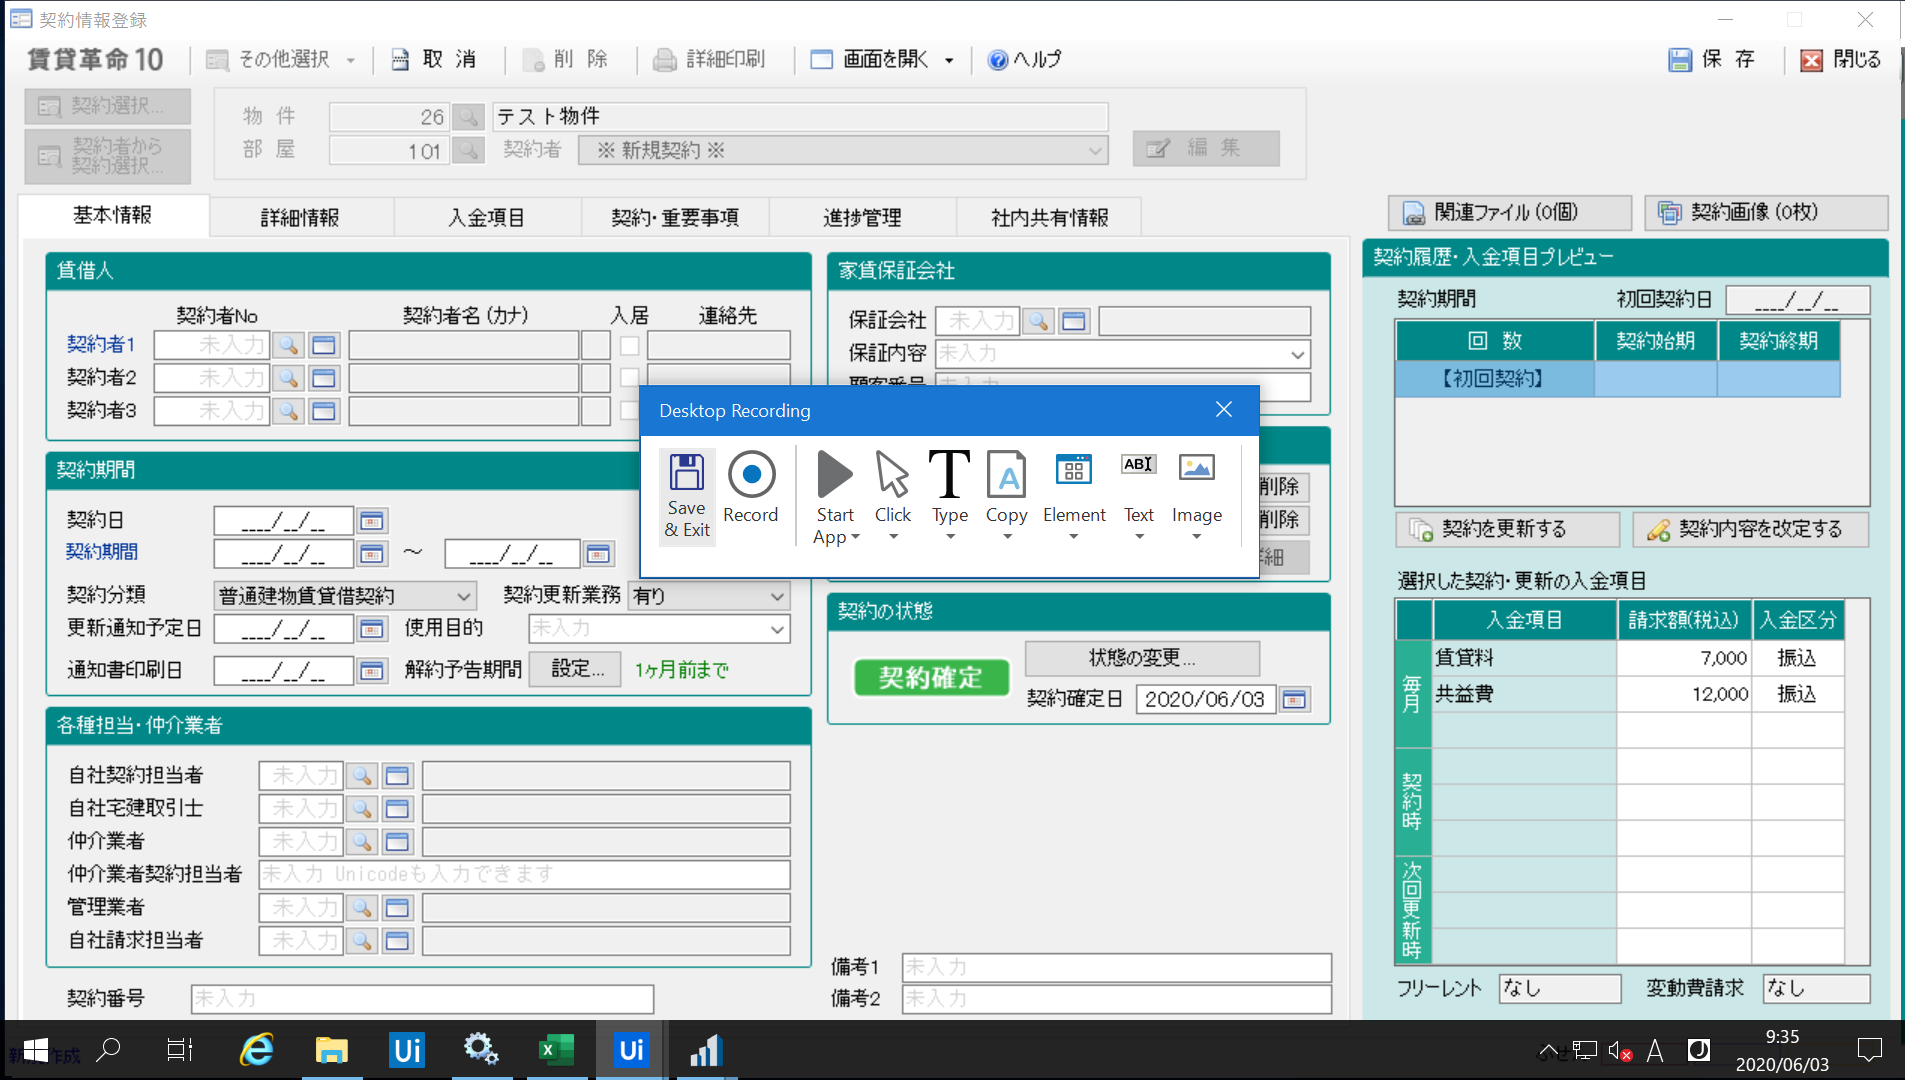 契約情報登録
賃貸革命10 その他選択 取 消 削 除 詳細印刷 画面を開く ヘルプ 保 存 閉じる
契約選択...
契約者から
契約選択...
物 件 26 テスト物件
部 屋 101 契約者 ※ 新規契約 ※ 編 集
基本情報 詳細情報 入金項目 契約・重要事項 進捗管理 社内共有情報
関連ファイル (0個) 契約画像 (0枚)
賃借人
契約者No 契約者名 (カナ) 入居 連絡先
契約者1 未入力
契約者2 未入力
契約者3 未入力
家賃保証会社
保証会社 未入力
保証内容 未入力
顧客番号 未入力
Desktop Recording
Save & Exit
Record
Start App
Click
Type
Copy
Element
Text
Image
削除
削除
細
契約期間
契約日 ____/__/__
契約期間 ____/__/__ ～ ____/__/__
契約分類 普通建物賃貸借契約 契約更新業務 有り
更新通知予定日 ____/__/__ 使用目的 未入力
通知書印刷日 ____/__/__ 解約予告期間 設定... 1ヶ月前まで
契約の状態
契約確定 状態の変更...
契約確定日 2020/06/03
各種担当・仲介業者
自社契約担当者 未入力
自社宅建取引士 未入力
仲介業者 未入力
仲介業者契約担当者 未入力 Unicodeも入力できます
管理業者 未入力
自社請求担当者 未入力
契約番号 未入力
備考1 未入力
備考2 未入力
契約履歴・入金項目プレビュー
契約期間 初回契約日 ____/__/__
回 数 契約始期 契約終期
【初回契約】
契約を更新する 契約内容を改定する
選択した契約・更新の入金項目
入金項目 請求額(税込) 入金区分
毎月
賃貸料 7,000 振込
共益費 12,000 振込
契約時
次回更新時
フリーレント なし 変動費請求 なし
作成
Ui
Ui
A
J
9:35
2020/06/03